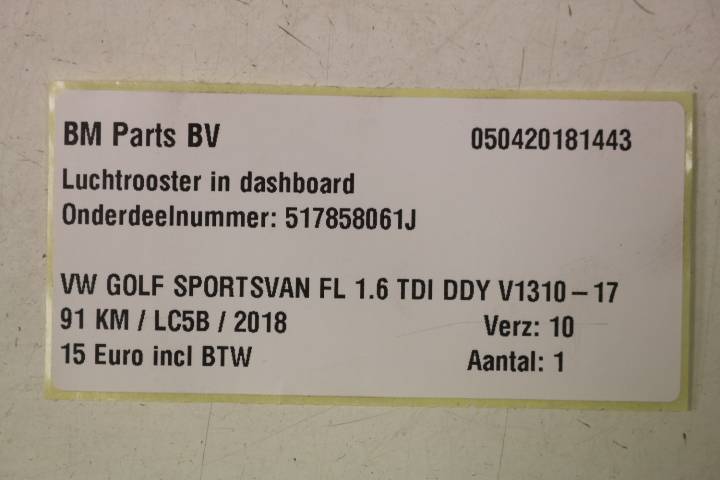 BM Parts BV 050420181443
Luchtrooster in dashboard
Onderdeelnummer: 517858061J
VW GOLF SPORTSVAN FL 1.6 TDI DDY V1310 – 17
91 KM / LC5B / 2018 Verz: 10
15 Euro incl BTW Aantal: 1